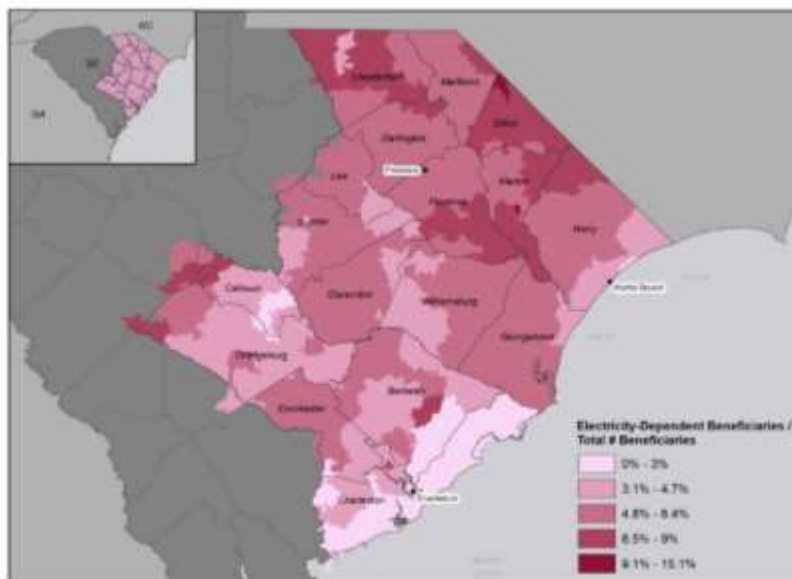 NC
SC
GA
Chesterfield
Marlboro
Dillon
Darlington
Florence
Lee
Marion
Florence
Sumter
Horry
Calhoun
Myrtle Beach
Clarendon
Williamsburg
Georgetown
Orangeburg
Berkeley
Dorchester
Charleston
Charleston
Electricity-Dependent Beneficiaries /
Total # Beneficiaries
0% - 3%
3.1% - 4.7%
4.8% - 6.4%
6.5% - 9%
9.1% - 15.1%